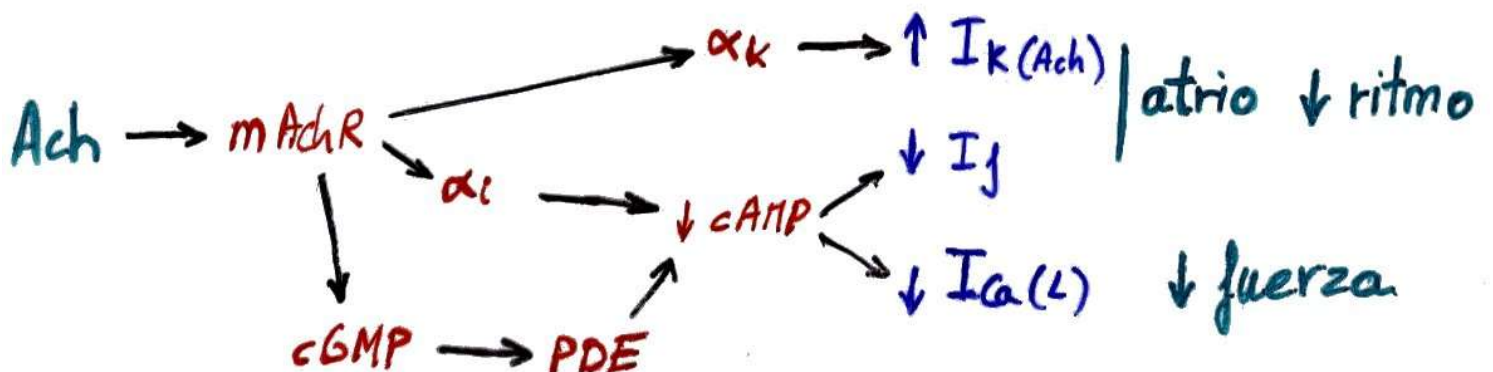 αk → ↑ IK(Ach)
Ach → mAchR | atrio ↓ ritmo
↓ If
αi → ↓ cAMP
↓ ICa(L) ↓ fuerza
cGMP → PDE